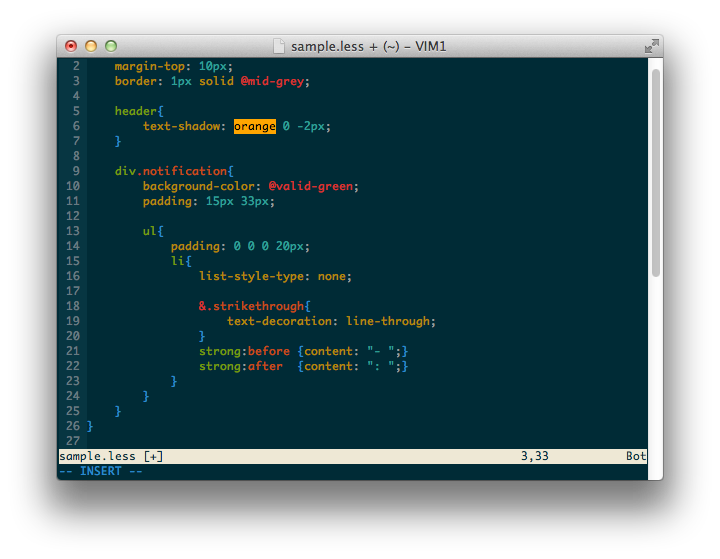 sample.less + (~) – VIM1
2     margin-top: 10px;
3     border: 1px solid @mid-grey;
4
5     header{
6         text-shadow: orange 0 -2px;
7     }
8
9     div.notification{
10         background-color: @valid-green;
11         padding: 15px 33px;
12
13         ul{
14             padding: 0 0 0 20px;
15             li{
16                 list-style-type: none;
17
18                 &.strikethrough{
19                     text-decoration: line-through;
20                 }
21                 strong:before {content: "- ";}
22                 strong:after  {content: ": ";}
23             }
24         }
25     }
26 }
27
sample.less [+] 3,33 Bot
-- INSERT --